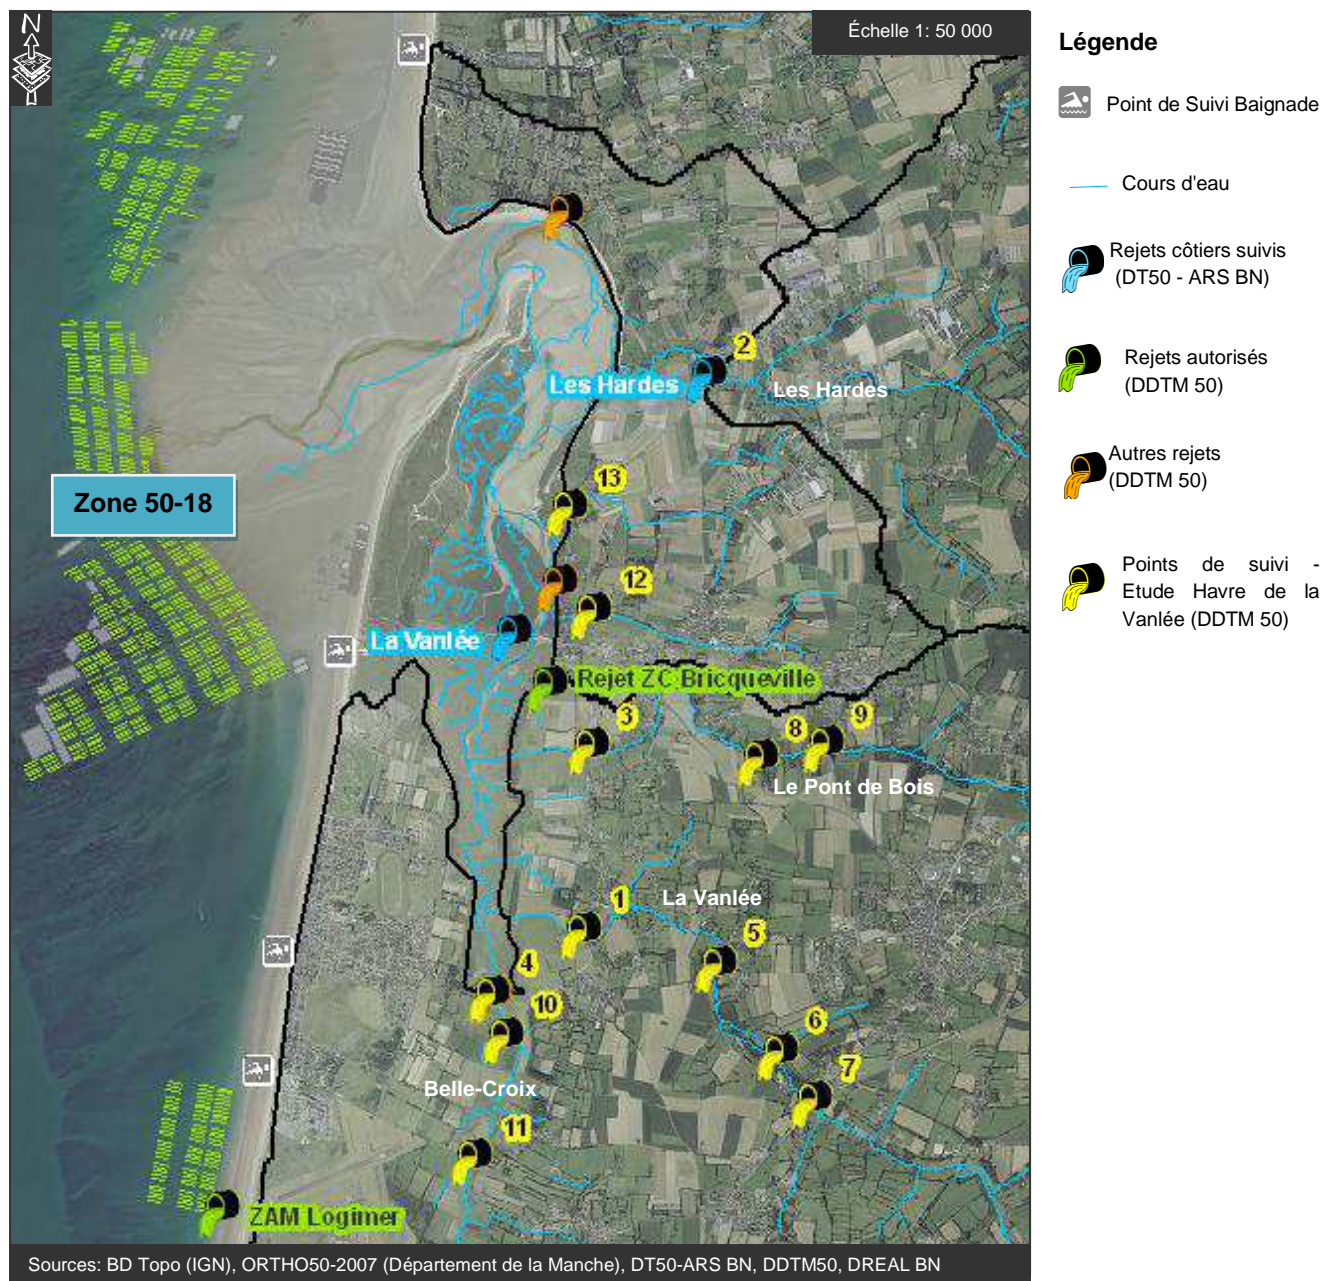 N
Échelle 1: 50 000
2
Les Hardes
Les Hardes
13
Zone 50-18
12
La Vanlée
Rejet ZC Bricqueville
3
8
9
Le Pont de Bois
1
La Vanlée
5
4
10
6
7
Belle-Croix
11
ZAM Logimer
Sources: BD Topo (IGN), ORTHO50-2007 (Département de la Manche), DT50-ARS BN, DDTM50, DREAL BN
Légende
Point de Suivi Baignade
Cours d'eau
Rejets côtiers suivis
(DT50 - ARS BN)
Rejets autorisés
(DDTM 50)
Autres rejets
(DDTM 50)
Points de suivi -
Etude Havre de la
Vanlée (DDTM 50)